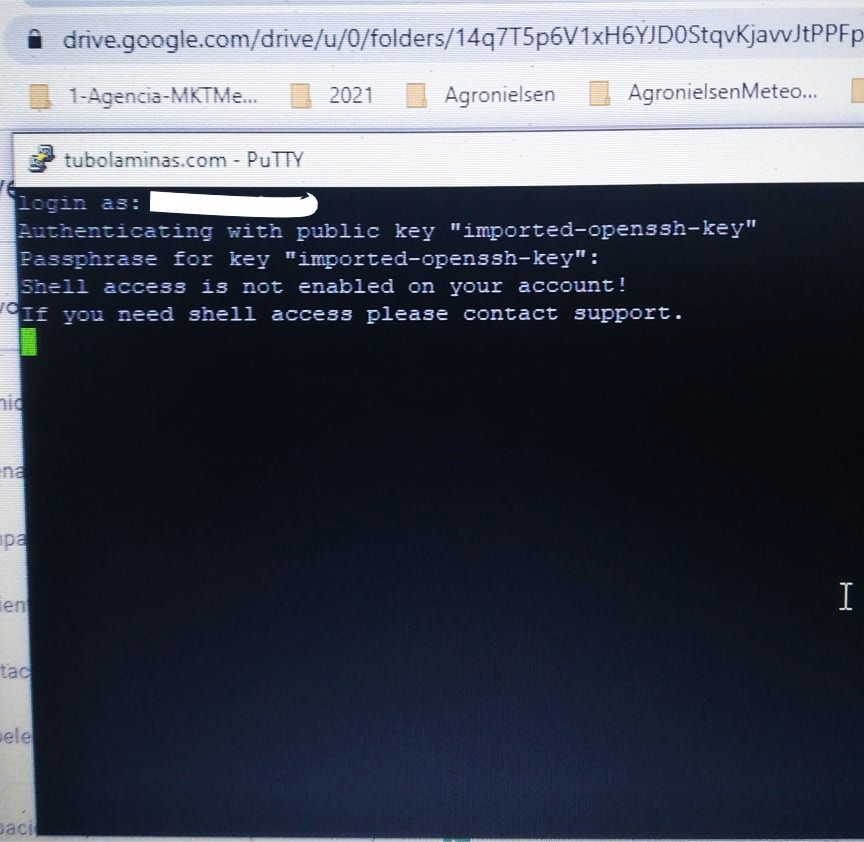 drive.google.com/drive/u/0/folders/14q7T5p6V1xH6YJD0StqvKjavvJtPPFp
1-Agencia-MKTMe... 2021 Agronielsen AgronielsenMeteo...
tubolaminas.com - PuTTY
login as:
Authenticating with public key "imported-openssh-key"
Passphrase for key "imported-openssh-key":
Shell access is not enabled on your account!
If you need shell access please contact support.